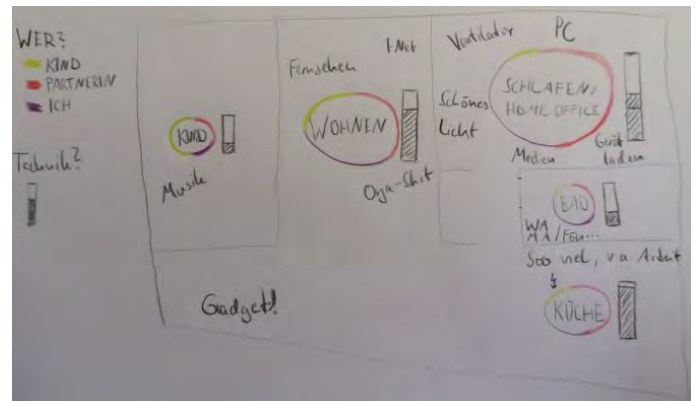 WER?
KIND
PARTNERIN
ICH
Technik?
KIND
Musik
Fernsehen
I-Net
WOHNEN
Orga-Shit
Ventilator
PC
Schönes
Licht
SCHLAFEN/
HOME OFFICE
Medien
Gerät
laden
BAD
WA
MA/Fön...
Soo viel, v.a. Arbeit
KÜCHE
Gadgets!